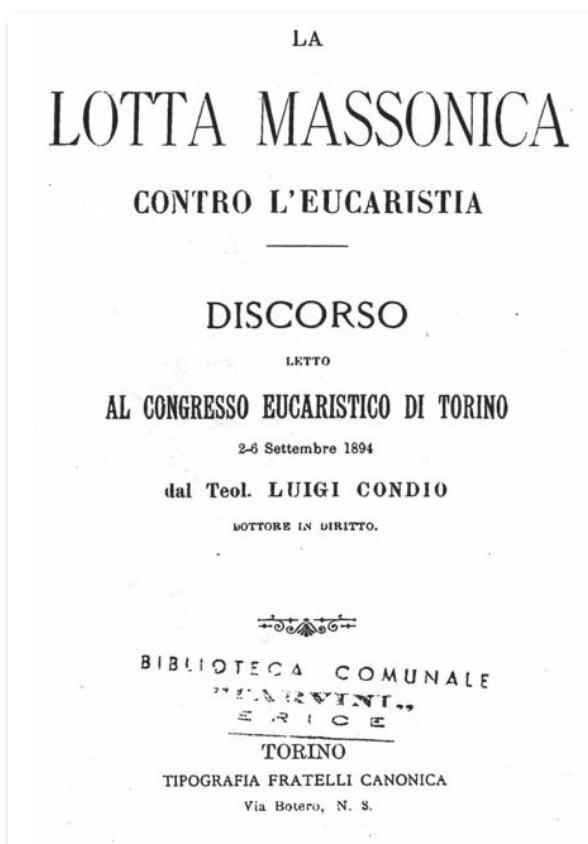 LA
LOTTA MASSONICA
CONTRO L'EUCARISTIA
DISCORSO
LETTO
AL CONGRESSO EUCARISTICO DI TORINO
2-6 Settembre 1894
dal Teol. LUIGI CONDIO
DOTTORE IN DIRITTO.
BIBLIOTECA COMUNALE
ERICE
TORINO
TIPOGRAFIA FRATELLI CANONICA
Via Botero, N. 8.